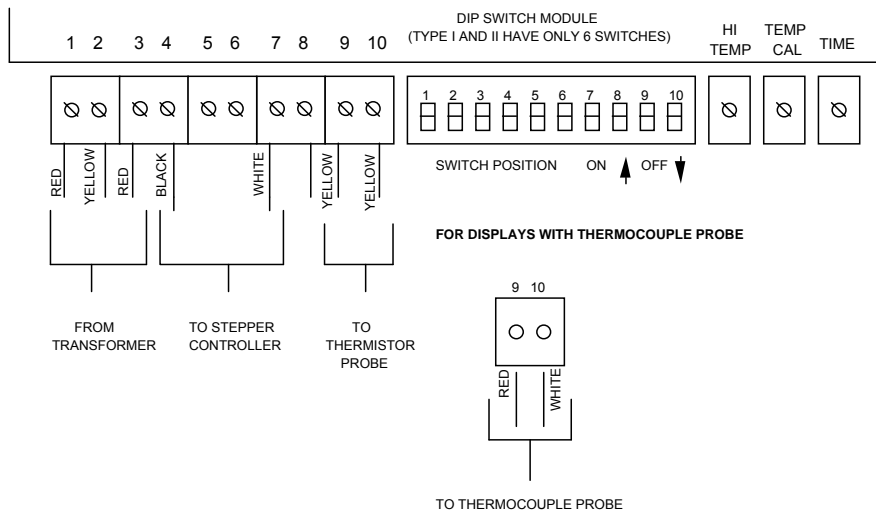 DIP SWITCH MODULE
(TYPE I AND II HAVE ONLY 6 SWITCHES)
HI TEMP
TEMP CAL
TIME
1 2 3 4 5 6 7 8 9 10
1 2 3 4 5 6 7 8 9 10
RED
YELLOW
RED
BLACK
WHITE
YELLOW
YELLOW
SWITCH POSITION ON OFF
FOR DISPLAYS WITH THERMOCOUPLE PROBE
FROM
TRANSFORMER
TO STEPPER
CONTROLLER
TO
THERMISTOR
PROBE
9 10
RED
WHITE
TO THERMOCOUPLE PROBE